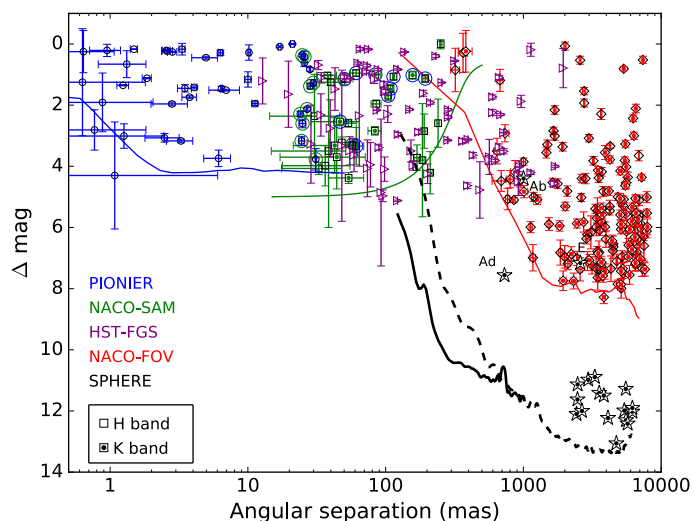 0
2
4
6
8
10
12
14
Δ mag
Ab
E
Ad
PIONIER
NACO-SAM
HST-FGS
NACO-FOV
SPHERE
H band
K band
1
10
100
1000
10000
Angular separation (mas)